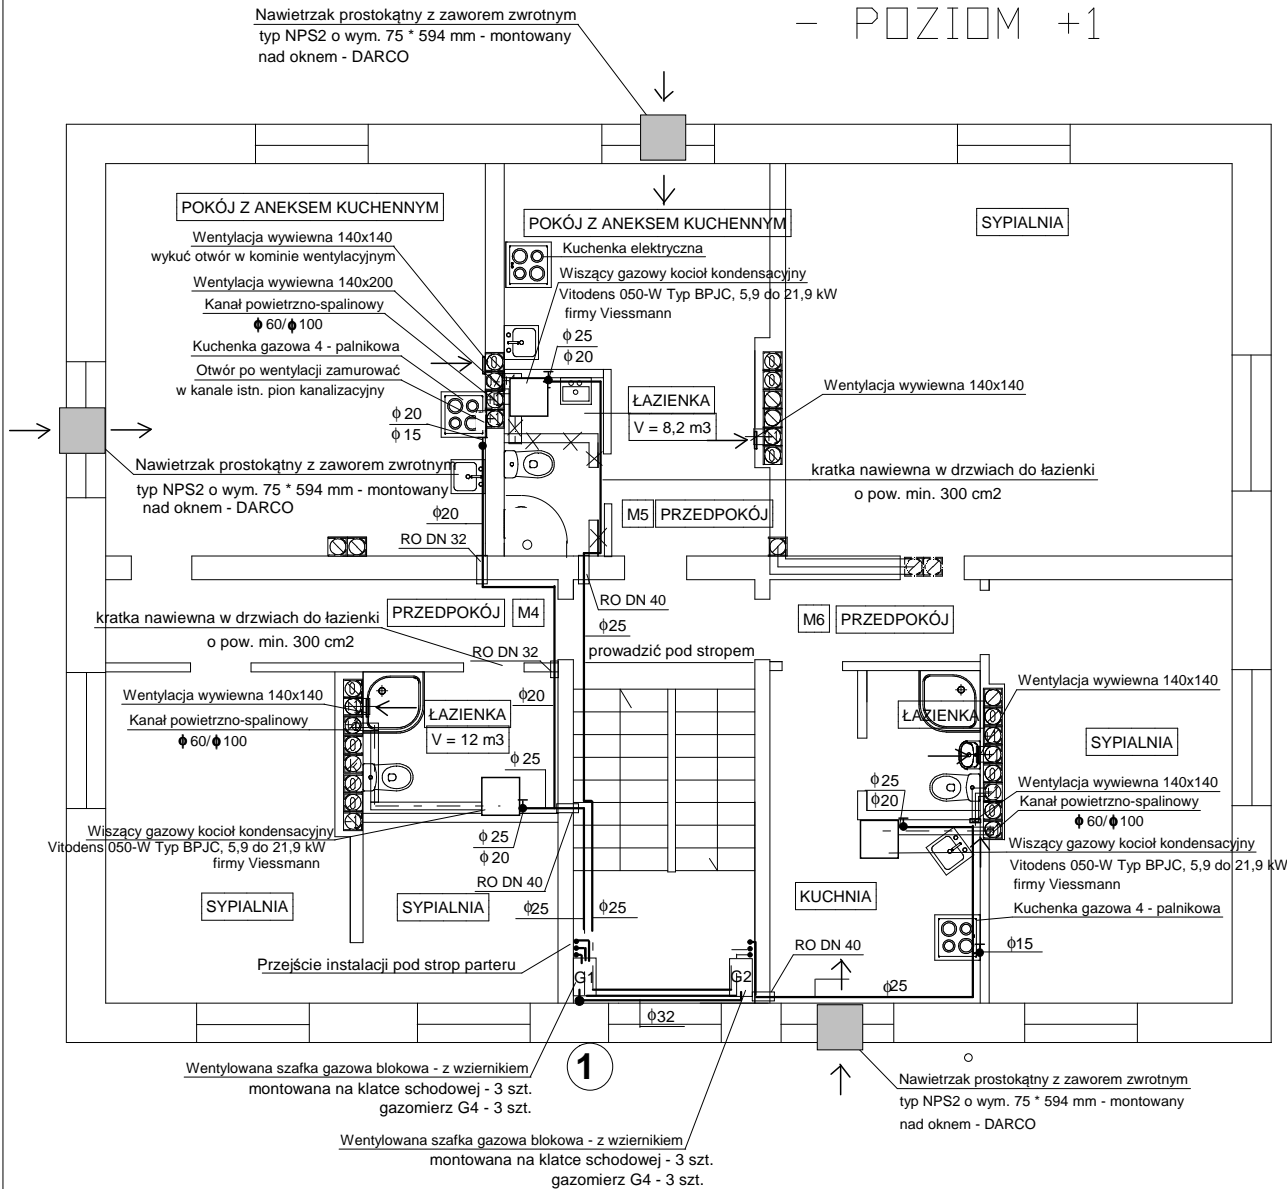 - POZIOM +1
Nawietrzak prostokątny z zaworem zwrotnym
typ NPS2 o wym. 75 * 594 mm - montowany
nad oknem - DARCO
POKÓJ Z ANEKSEM KUCHENNYM
Wentylacja wywiewna 140x140
wykuć otwór w kominie wentylacyjnym
Wentylacja wywiewna 140x200
Kanał powietrzno-spalinowy
ϕ 60/ϕ 100
Kuchenka gazowa 4 - palnikowa
Otwór po wentylacji zamurować
w kanale istn. pion kanalizacyjny
POKÓJ Z ANEKSEM KUCHENNYM
Kuchenka elektryczna
Wiszący gazowy kocioł kondensacyjny
Vitodens 050-W Typ BPJC, 5,9 do 21,9 kW
firmy Viessmann
ϕ 25
ϕ 20
SYPIALNIA
ŁAZIENKA
V = 8,2 m3
Wentylacja wywiewna 140x140
ϕ 20
ϕ 15
Nawietrzak prostokątny z zaworem zwrotnym
typ NPS2 o wym. 75 * 594 mm - montowany
nad oknem - DARCO
kratka nawiewna w drzwiach do łazienki
o pow. min. 300 cm2
ϕ20
M5 PRZEDPOKÓJ
RO DN 32
RO DN 40
ϕ25
PRZEDPOKÓJ M4
M6 PRZEDPOKÓJ
kratka nawiewna w drzwiach do łazienki
o pow. min. 300 cm2
RO DN 32
prowadzić pod stropem
Wentylacja wywiewna 140x140
Kanał powietrzno-spalinowy
ϕ 60/ϕ 100
ϕ20
ŁAZIENKA
V = 12 m3
ϕ 25
ŁAZIENKA
Wentylacja wywiewna 140x140
SYPIALNIA
ϕ25
ϕ20
Wentylacja wywiewna 140x140
Kanał powietrzno-spalinowy
ϕ 60/ϕ 100
Wiszący gazowy kocioł kondensacyjny
Vitodens 050-W Typ BPJC, 5,9 do 21,9 kW
firmy Viessmann
Wiszący gazowy kocioł kondensacyjny
Vitodens 050-W Typ BPJC, 5,9 do 21,9 kW
firmy Viessmann
ϕ 25
ϕ 20
RO DN 40
SYPIALNIA
SYPIALNIA
ϕ25
ϕ25
KUCHNIA
Kuchenka gazowa 4 - palnikowa
ϕ15
RO DN 40
Przejście instalacji pod strop parteru
G1
G2
ϕ25
ϕ32
1
Wentylowana szafka gazowa blokowa - z wziernikiem
montowana na klatce schodowej - 3 szt.
gazomierz G4 - 3 szt.
Nawietrzak prostokątny z zaworem zwrotnym
typ NPS2 o wym. 75 * 594 mm - montowany
nad oknem - DARCO
Wentylowana szafka gazowa blokowa - z wziernikiem
montowana na klatce schodowej - 3 szt.
gazomierz G4 - 3 szt.